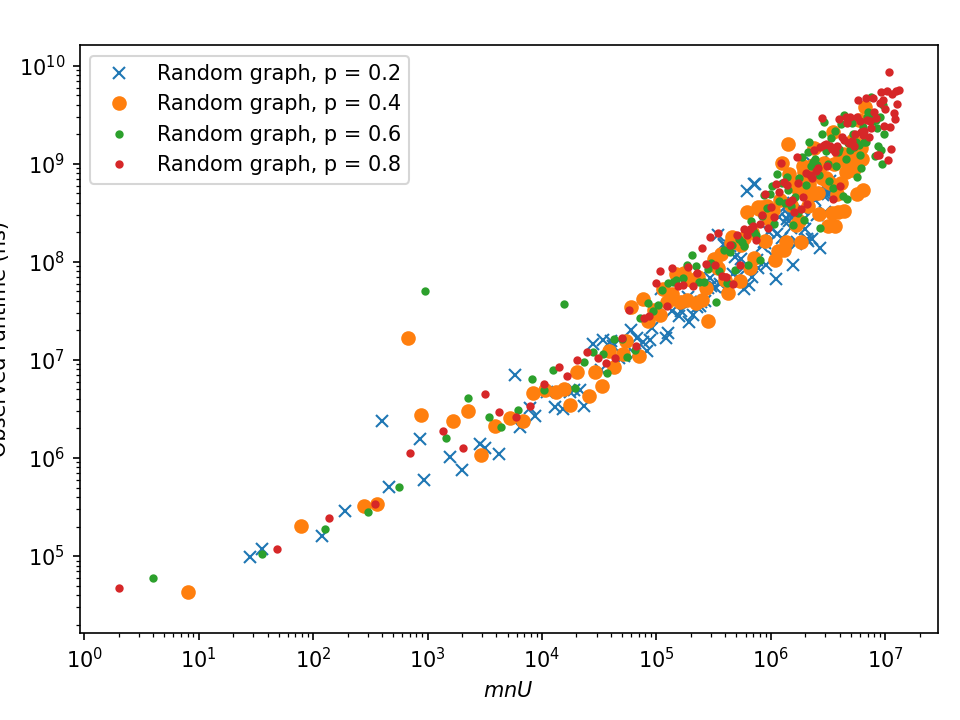 10^10
10^9
10^8
10^7
10^6
10^5
Random graph, p = 0.2
Random graph, p = 0.4
Random graph, p = 0.6
Random graph, p = 0.8
10^0 10^1 10^2 10^3 10^4 10^5 10^6 10^7
mnU
runtime